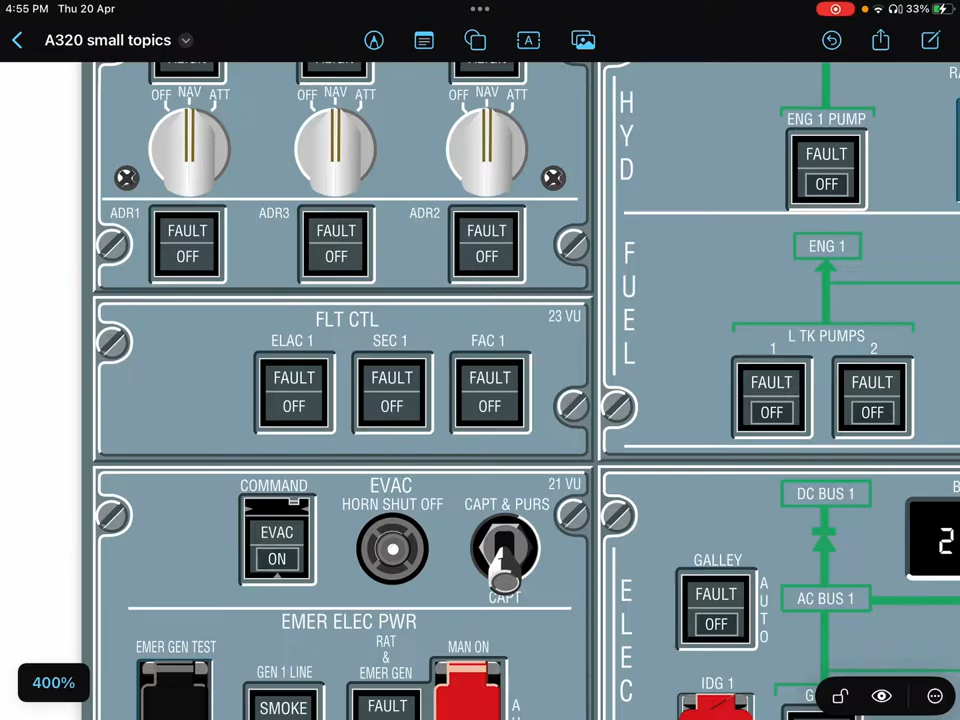 4:55 PM Thu 20 Apr
33%
A320 small topics
OFF NAV ATT
OFF NAV ATT
OFF NAV ATT
ADR1
FAULT
OFF
ADR3
FAULT
OFF
ADR2
FAULT
OFF
FLT CTL
23 VU
ELAC 1
FAULT
OFF
SEC 1
FAULT
OFF
FAC 1
FAULT
OFF
EVAC
21 VU
COMMAND
EVAC
ON
HORN SHUT OFF
CAPT & PURS
CAPT
EMER ELEC PWR
EMER GEN TEST
GEN 1 LINE
SMOKE
RAT
&
EMER GEN
FAULT
MAN ON
HYD
ENG 1 PUMP
FAULT
OFF
FUEL
ENG 1
L TK PUMPS
1
FAULT
OFF
2
FAULT
OFF
ELEC
DC BUS 1
2
GALLEY
FAULT
OFF
AUTO
AC BUS 1
IDG 1
400%